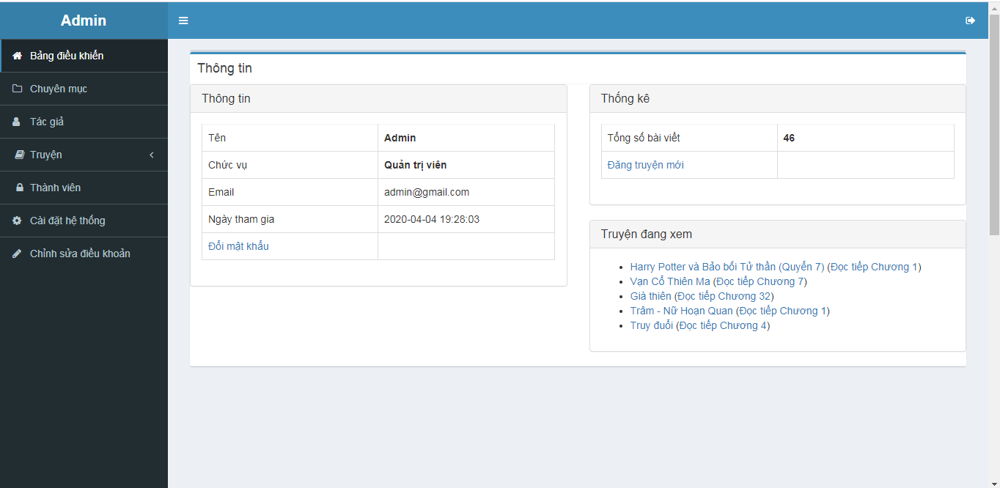 Admin
Bảng điều khiển
Chuyên mục
Tác giả
Truyện
Thành viên
Cài đặt hệ thống
Chỉnh sửa điều khoản
Thông tin
Thông tin
Tên Admin
Chức vụ Quản trị viên
Email admin@gmail.com
Ngày tham gia 2020-04-04 19:28:03
Đổi mật khẩu
Thống kê
Tổng số bài viết 46
Đăng truyện mới
Truyện đang xem
Harry Potter và Bảo bối Tử thần (Quyển 7) (Đọc tiếp Chương 1)
Vạn Cổ Thiên Ma (Đọc tiếp Chương 7)
Già thiên (Đọc tiếp Chương 32)
Trâm - Nữ Hoạn Quan (Đọc tiếp Chương 1)
Truy đuổi (Đọc tiếp Chương 4)